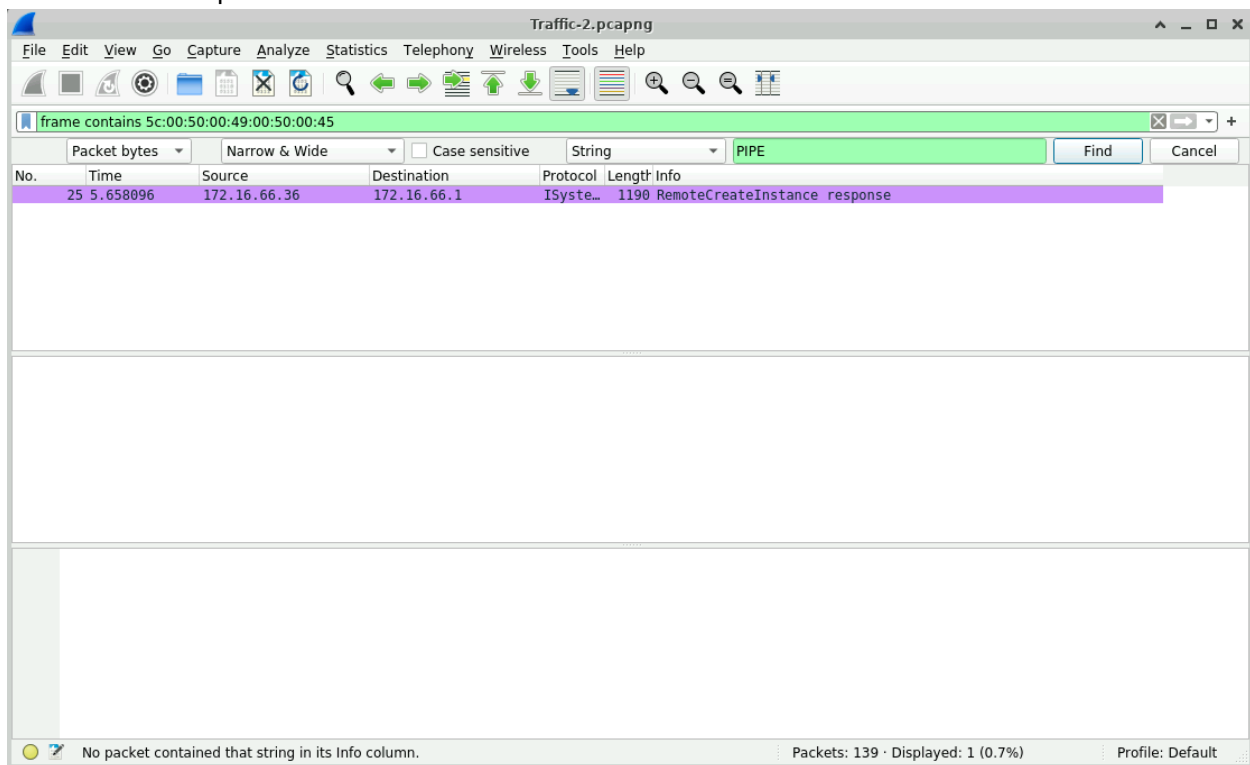 Traffic-2.pcapng
File Edit View Go Capture Analyze Statistics Telephony Wireless Tools Help
frame contains 5c:00:50:00:49:00:50:00:45
Packet bytes Narrow & Wide Case sensitive String PIPE Find Cancel
No. Time Source Destination Protocol Length Info
25 5.658096 172.16.66.36 172.16.66.1 ISyste… 1190 RemoteCreateInstance response
No packet contained that string in its Info column. Packets: 139 · Displayed: 1 (0.7%) Profile: Default